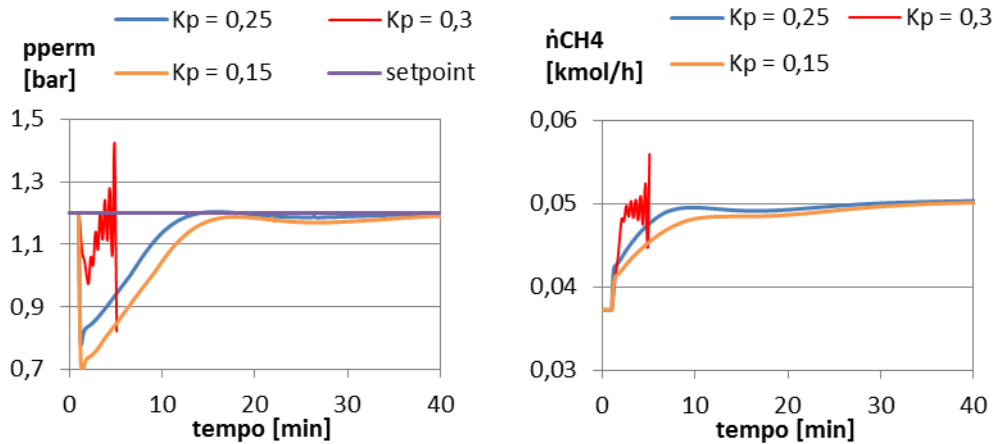 Kp = 0,25
Kp = 0,3
pperm
[bar]
Kp = 0,15
setpoint
1,5
1,3
1,1
0,9
0,7
0
10
20
30
40
tempo [min]
Kp = 0,25
Kp = 0,3
ṅCH4
[kmol/h]
Kp = 0,15
0,06
0,05
0,04
0,03
0
10
20
30
40
tempo [min]